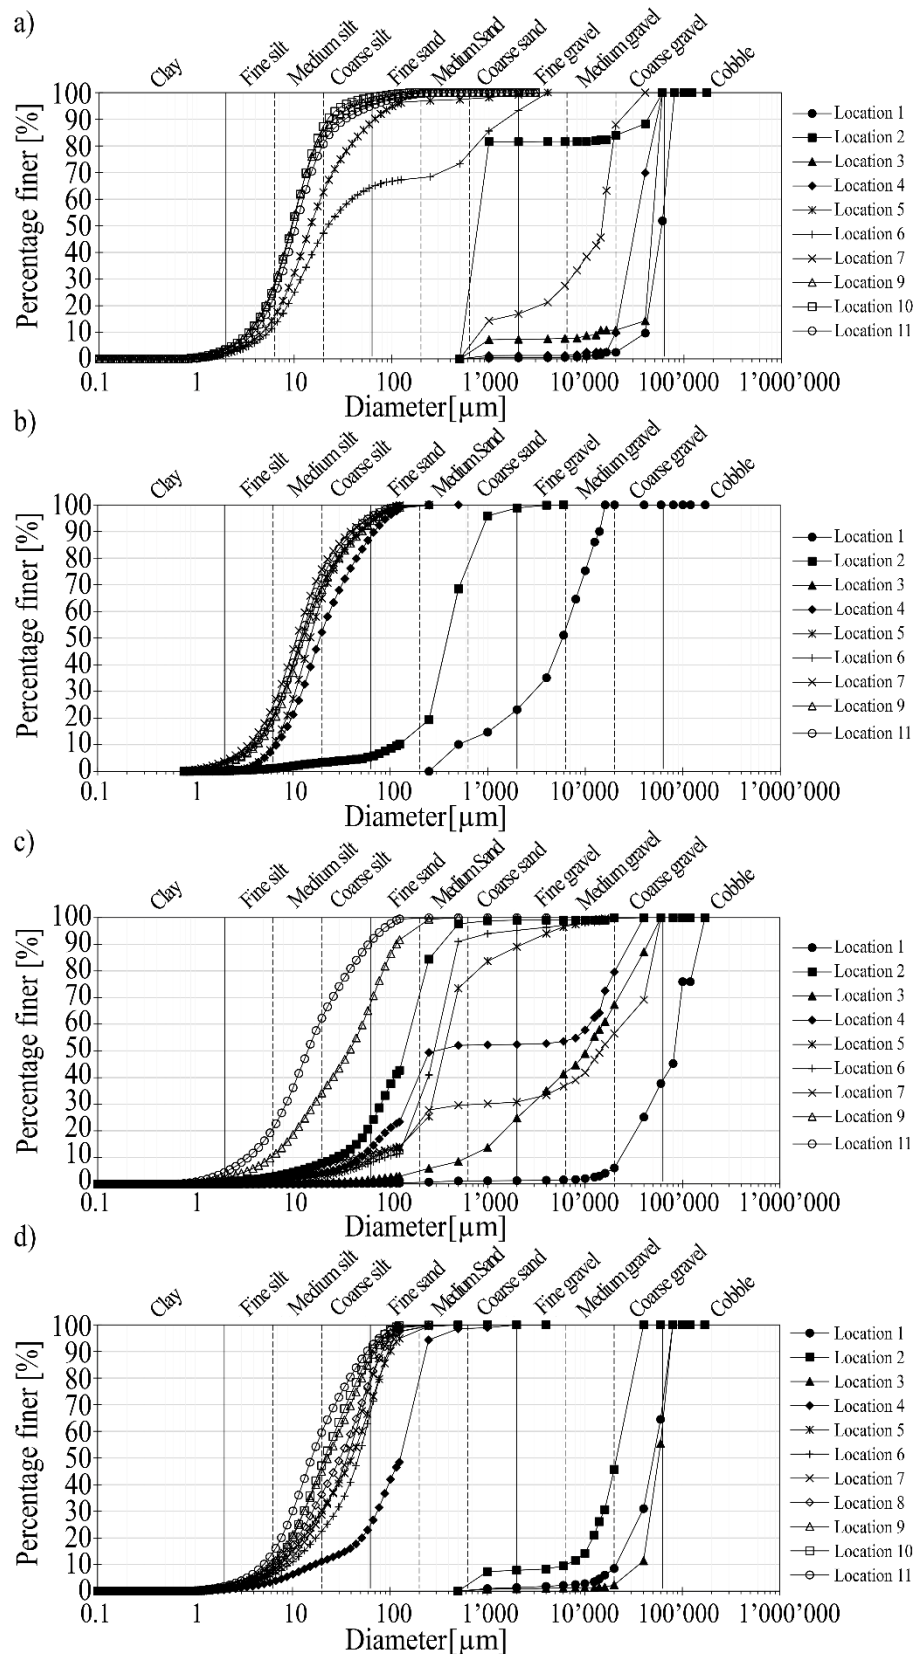 a)
Clay
Fine silt
Medium silt
Coarse silt
Fine sand
Medium Sand
Coarse sand
Fine gravel
Medium gravel
Coarse gravel
Cobble
Percentage finer [%]
100
90
80
70
60
50
40
30
20
10
0
0.1
1
10
100
1’000
10’000
100’000
1’000’000
Diameter[µm]
Location 1
Location 2
Location 3
Location 4
Location 5
Location 6
Location 7
Location 9
Location 10
Location 11
b)
Clay
Fine silt
Medium silt
Coarse silt
Fine sand
Medium Sand
Coarse sand
Fine gravel
Medium gravel
Coarse gravel
Cobble
Percentage finer [%]
100
90
80
70
60
50
40
30
20
10
0
0.1
1
10
100
1’000
10’000
100’000
1’000’000
Diameter[µm]
Location 1
Location 2
Location 3
Location 4
Location 5
Location 6
Location 7
Location 9
Location 11
c)
Clay
Fine silt
Medium silt
Coarse silt
Fine sand
Medium Sand
Coarse sand
Fine gravel
Medium gravel
Coarse gravel
Cobble
Percentage finer [%]
100
90
80
70
60
50
40
30
20
10
0
0.1
1
10
100
1’000
10’000
100’000
1’000’000
Diameter[µm]
Location 1
Location 2
Location 3
Location 4
Location 5
Location 6
Location 7
Location 9
Location 11
d)
Clay
Fine silt
Medium silt
Coarse silt
Fine sand
Medium Sand
Coarse sand
Fine gravel
Medium gravel
Coarse gravel
Cobble
Percentage finer [%]
100
90
80
70
60
50
40
30
20
10
0
0.1
1
10
100
1’000
10’000
100’000
1’000’000
Diameter[µm]
Location 1
Location 2
Location 3
Location 4
Location 5
Location 6
Location 7
Location 8
Location 9
Location 10
Location 11